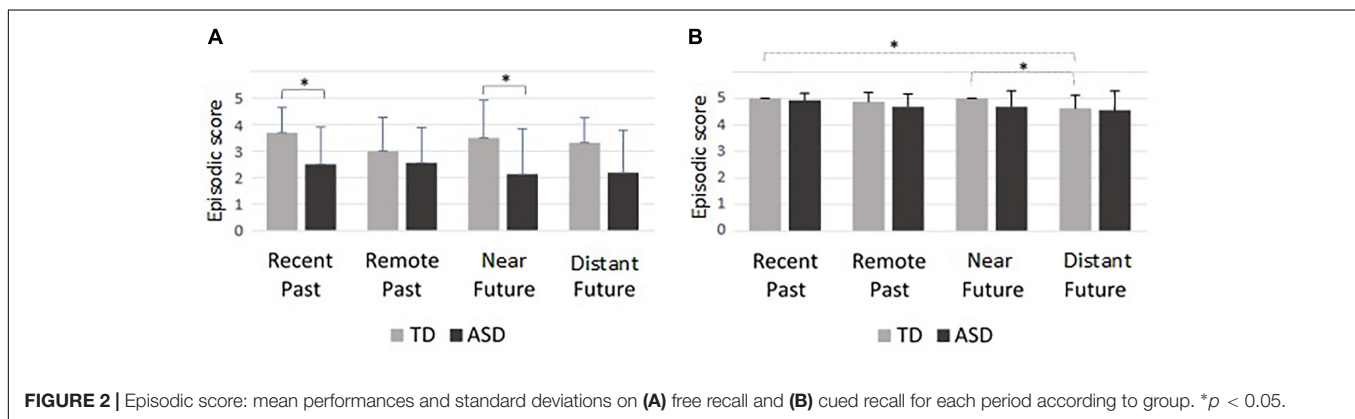 A
B
*
*
*
*
Episodic score
5
4
3
2
1
0
Recent Past
Remote Past
Near Future
Distant Future
TD ASD
Episodic score
5
4
3
2
1
0
Recent Past
Remote Past
Near Future
Distant Future
TD ASD
FIGURE 2 | Episodic score: mean performances and standard deviations on (A) free recall and (B) cued recall for each period according to group. *p < 0.05.